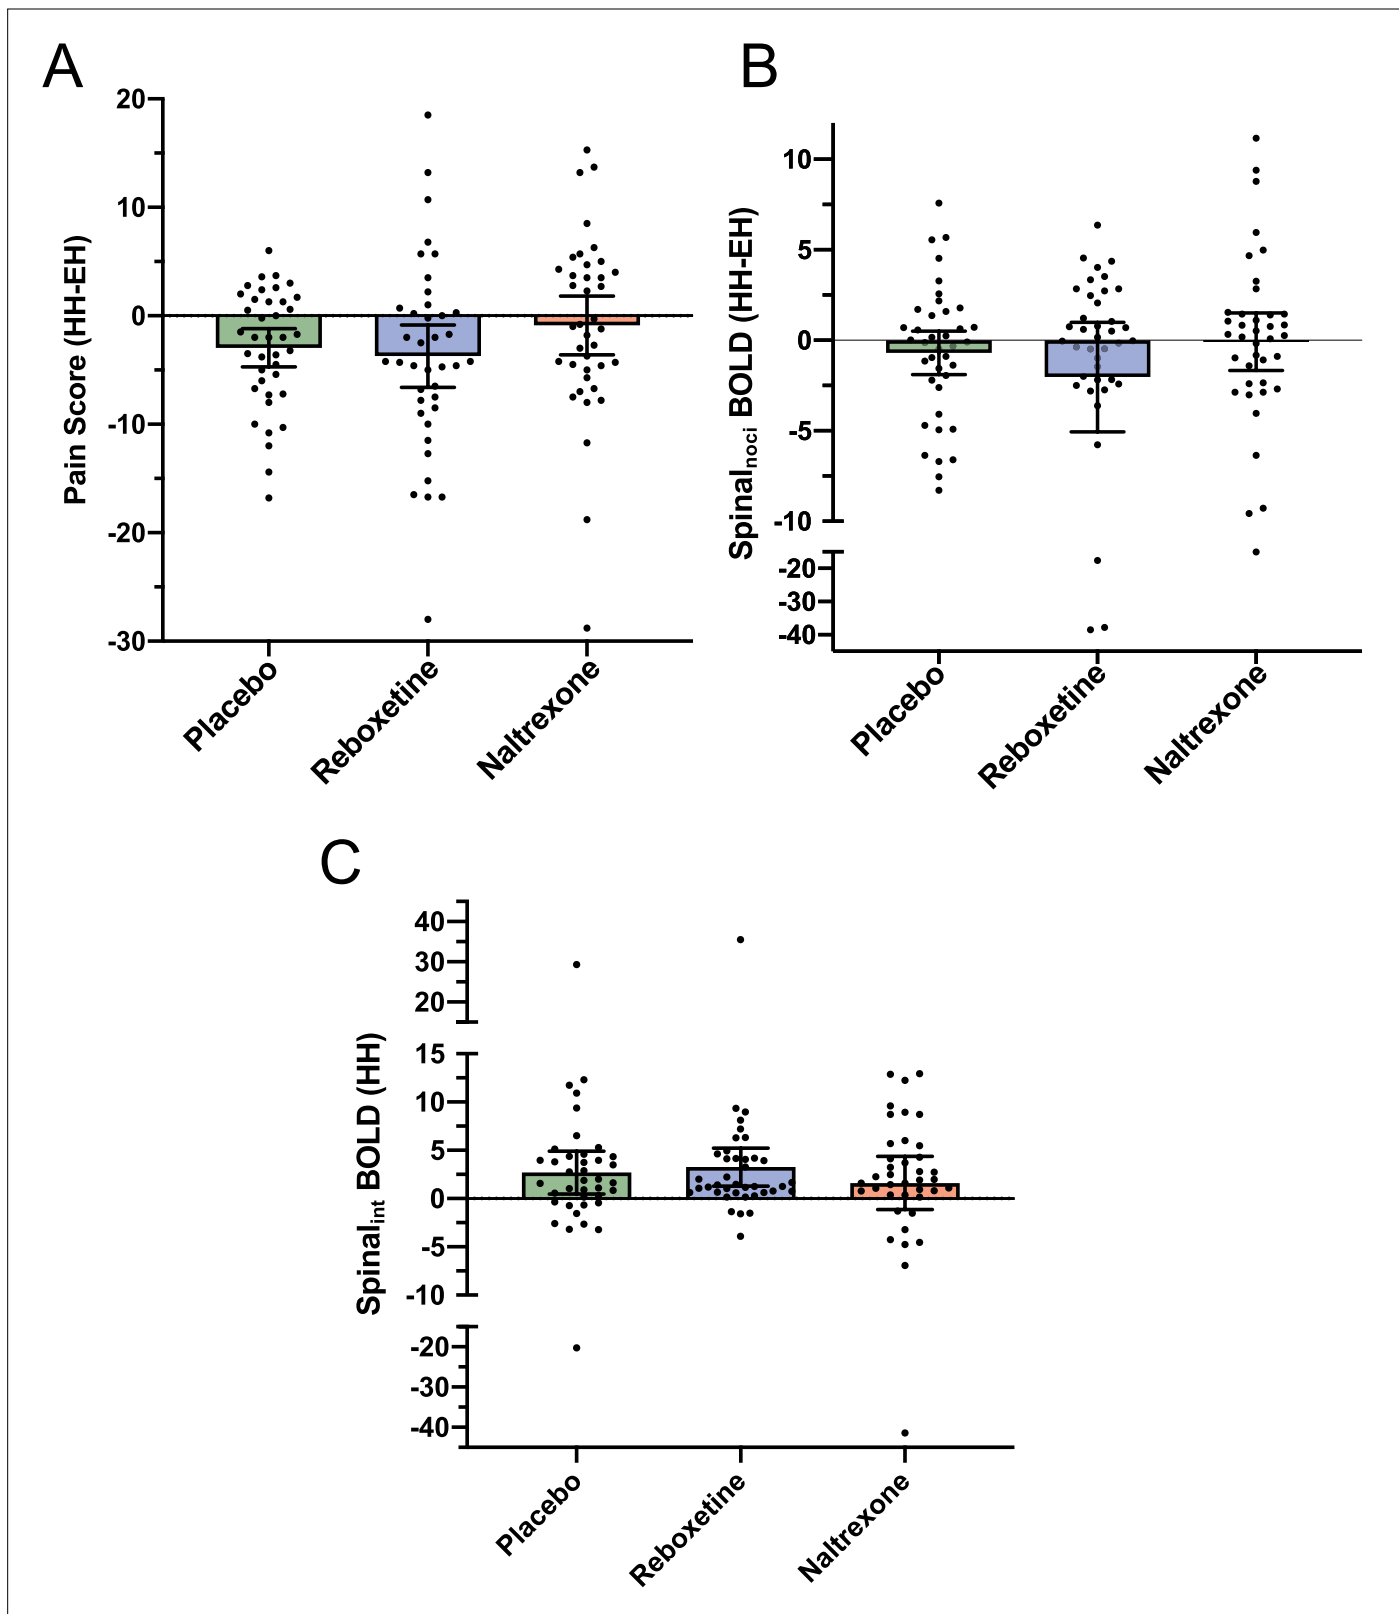 A
Pain Score (HH-EH)
20
10
0
-10
-20
-30
Placebo
Reboxetine
Naltrexone
B
Spinalnoci BOLD (HH-EH)
10
5
0
-5
-10
-20
-30
-40
Placebo
Reboxetine
Naltrexone
C
Spinalint BOLD (HH)
40
30
20
15
10
5
0
-5
-10
-20
-30
-40
Placebo
Reboxetine
Naltrexone